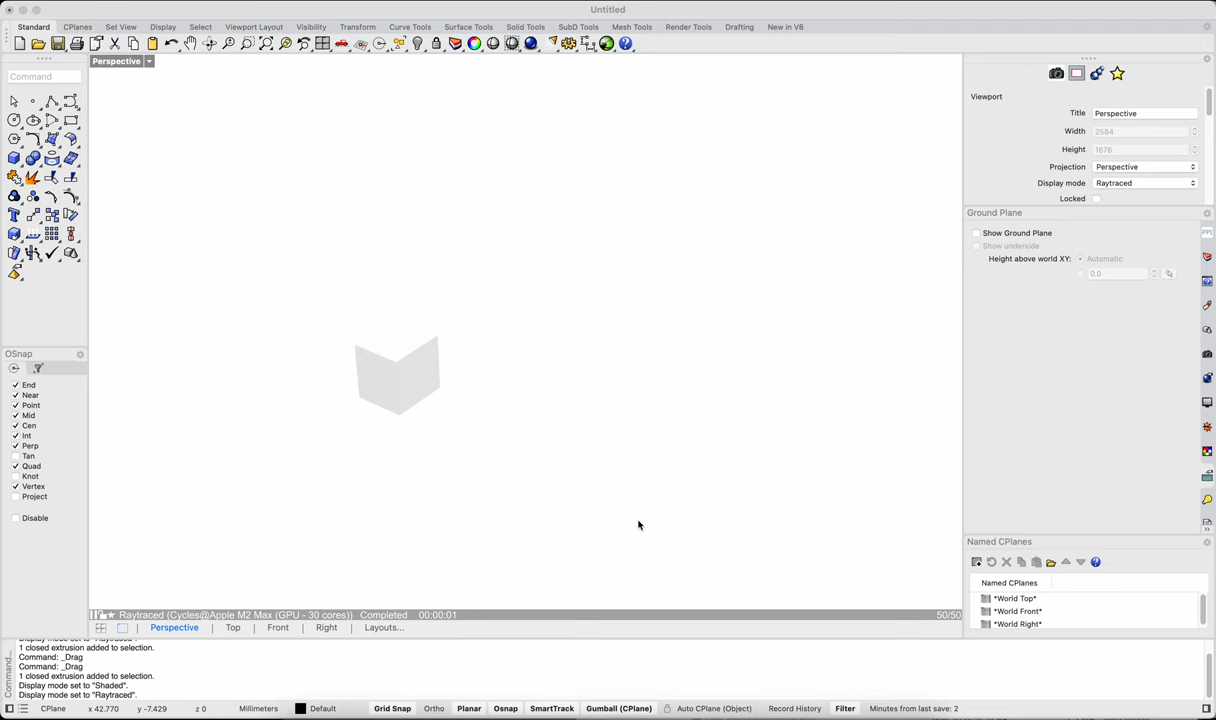 Untitled
Standard CPlanes Set View Display Select Viewport Layout Visibility Transform Curve Tools Surface Tools Solid Tools SubD Tools Mesh Tools Render Tools Drafting New in V8
Perspective
Command
OSnap
End
Near
Point
Mid
Cen
Int
Perp
Tan
Quad
Knot
Vertex
Project
Disable
Viewport
Title Perspective
Width 2584
Height 1676
Projection Perspective
Display mode Raytraced
Locked
Ground Plane
Show Ground Plane
Show underside
Height above world XY: Automatic
0.0
Named CPlanes
Named CPlanes
*World Top*
*World Front*
*World Right*
Raytraced (Cycles@Apple M2 Max (GPU - 30 cores)) Completed 00:00:01 50/50
Perspective Top Front Right Layouts...
Display mode set to "Raytraced".
1 closed extrusion added to selection.
Command: _Drag
Command: _Drag
1 closed extrusion added to selection.
Display mode set to "Shaded".
Display mode set to "Raytraced".
Command...
CPlane x 42.770 y -7.429 z 0 Millimeters Default Grid Snap Ortho Planar Osnap SmartTrack Gumball (CPlane) Auto CPlane (Object) Record History Filter Minutes from last save: 2